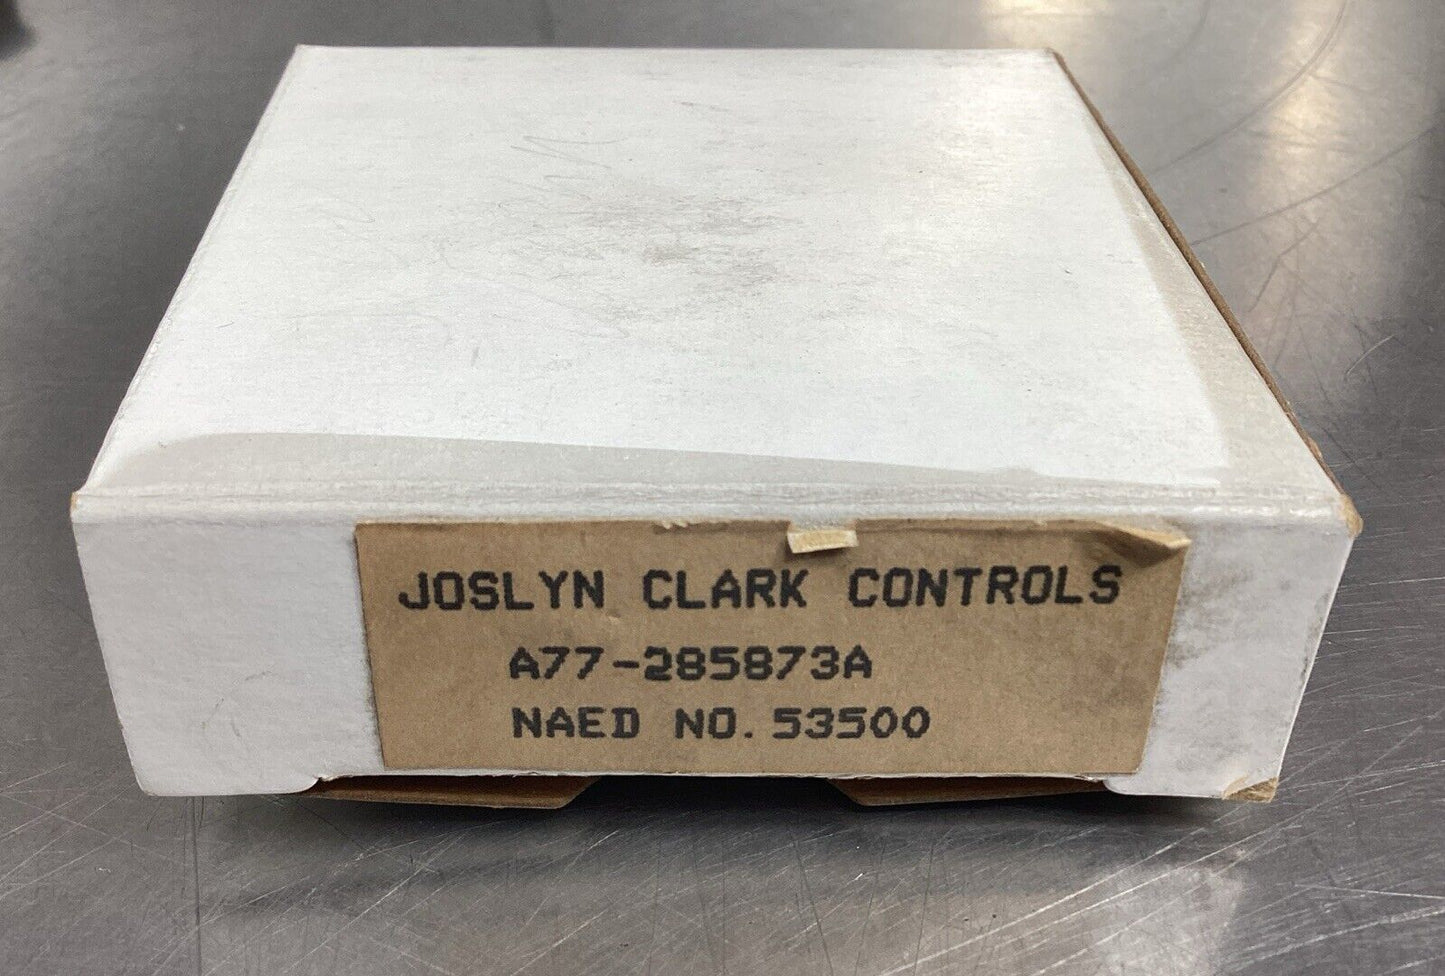 JOSLYN CLARK CONTROLS
A77-285873A
NAED NO. 53500